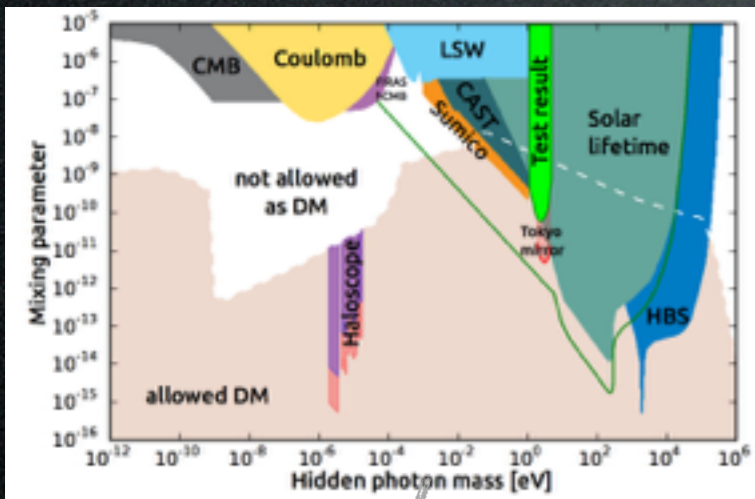 10^-5
10^-6
10^-7
10^-8
10^-9
10^-10
10^-11
10^-12
10^-13
10^-14
10^-15
10^-16
Mixing parameter
CMB
Coulomb
LSW
Test result
CAST
Sumico
Solar
lifetime
not allowed
as DM
Tokyo
mirror
Haloscope
HBS
allowed DM
10^-12
10^-10
10^-8
10^-6
10^-4
10^-2
10^0
10^2
10^4
10^6
Hidden photon mass [eV]